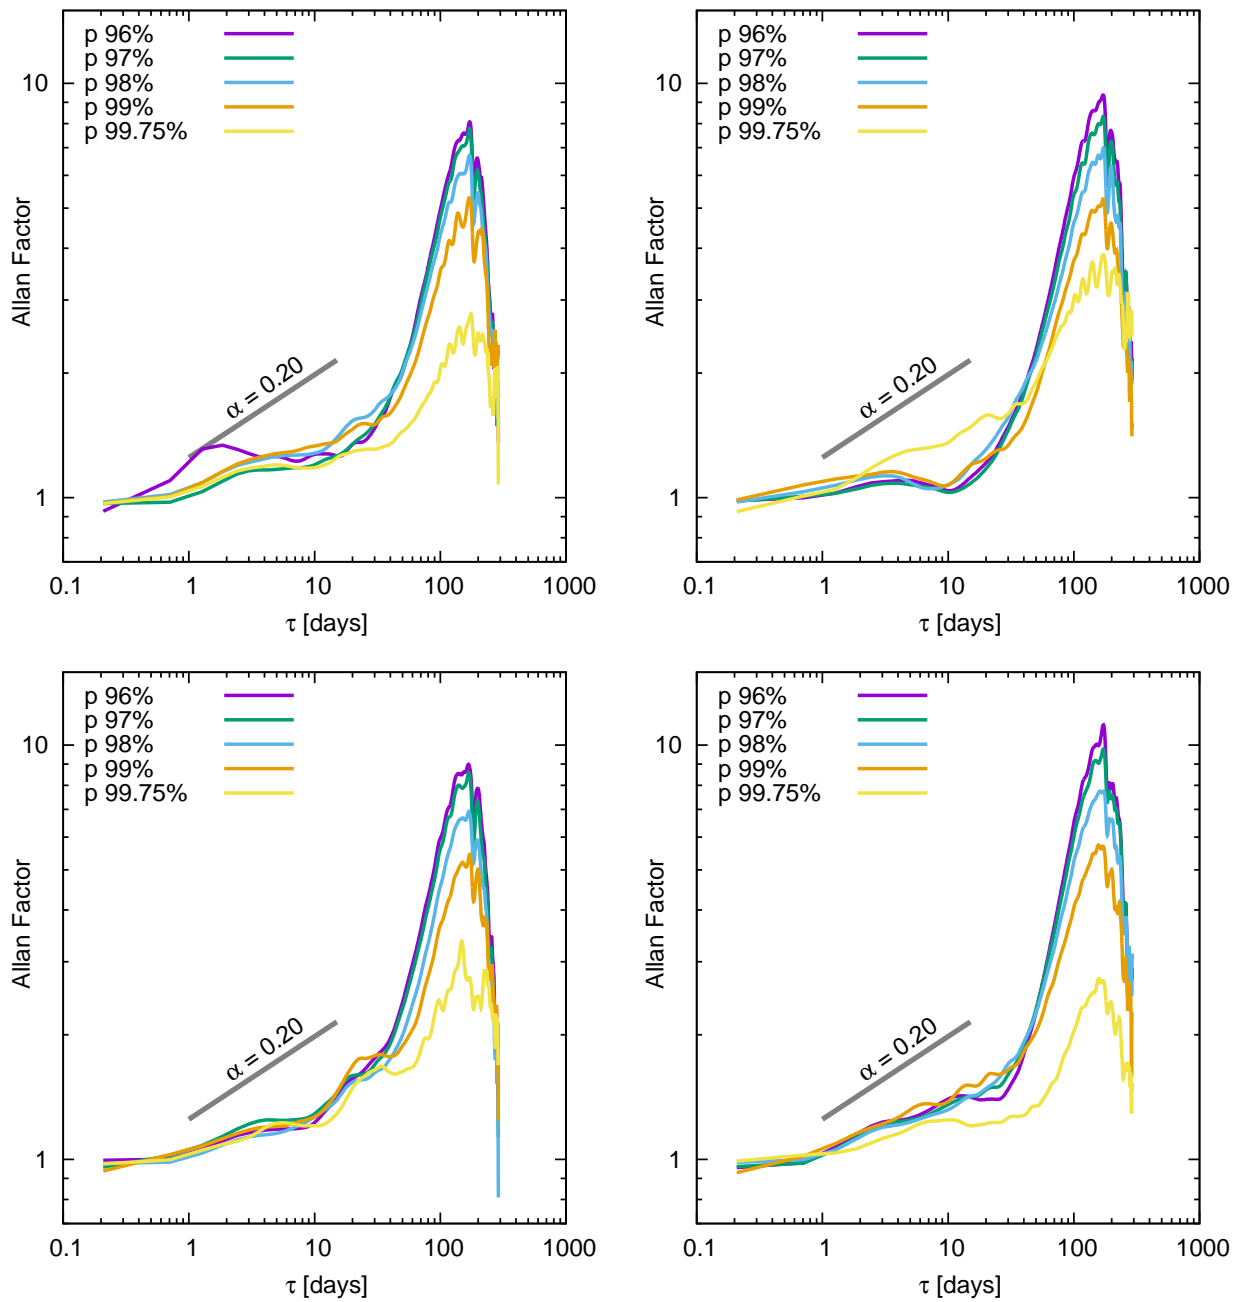 p 96%
p 97%
p 98%
p 99%
p 99.75%
10
1
Allan Factor
α = 0.20
0.1 1 10 100 1000
τ [days]
p 96%
p 97%
p 98%
p 99%
p 99.75%
10
1
Allan Factor
α = 0.20
0.1 1 10 100 1000
τ [days]
p 96%
p 97%
p 98%
p 99%
p 99.75%
10
1
Allan Factor
α = 0.20
0.1 1 10 100 1000
τ [days]
p 96%
p 97%
p 98%
p 99%
p 99.75%
10
1
Allan Factor
α = 0.20
0.1 1 10 100 1000
τ [days]